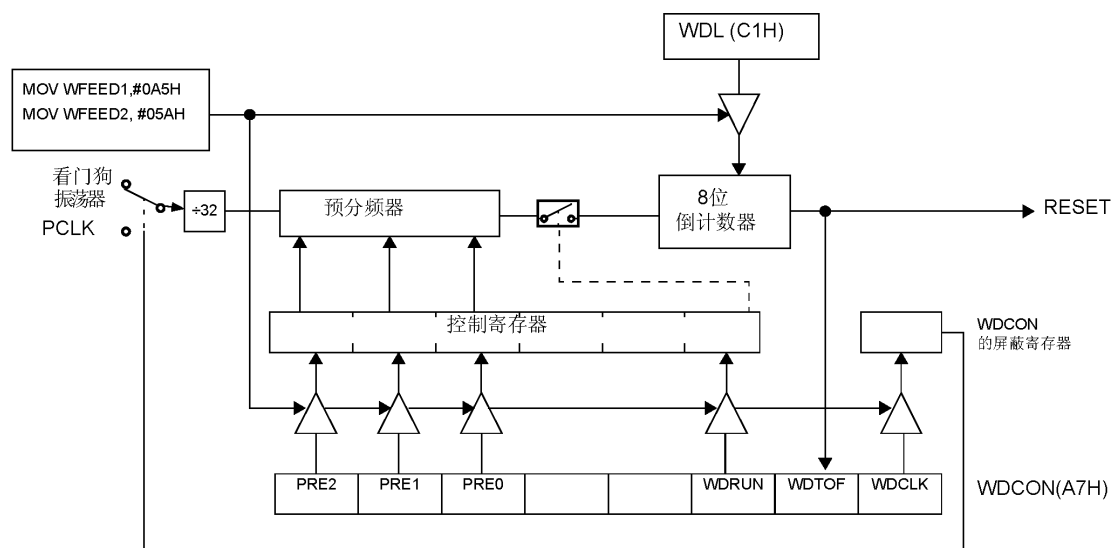 WDL (C1H)
MOV WFEED1,#0A5H
MOV WFEED2, #05AH
看门狗
振荡器
PCLK
÷32
预分频器
8位
倒计数器
RESET
控制寄存器
WDCON
的屏蔽寄存器
PRE2
PRE1
PRE0
WDRUN
WDTOF
WDCLK
WDCON(A7H)